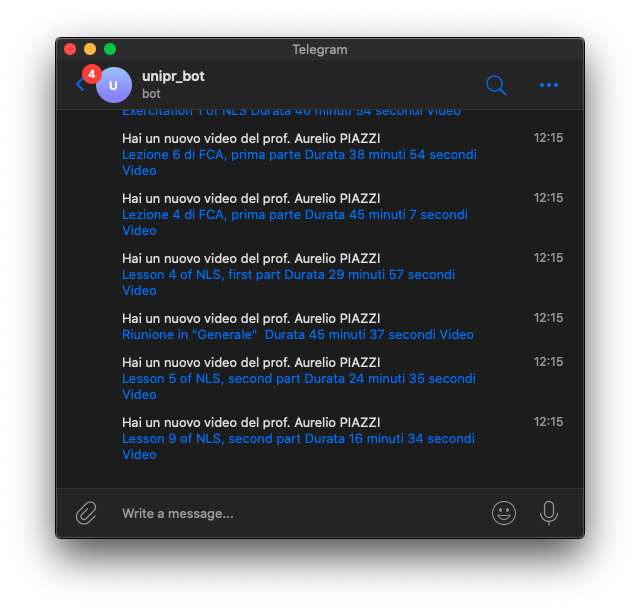 Telegram
4
U
unipr_bot
bot
Exercitation 1 of NLS Durata 40 minuti 54 secondi Video
Hai un nuovo video del prof. Aurelio PIAZZI 12:15
Lezione 6 di FCA, prima parte Durata 38 minuti 54 secondi
Video
Hai un nuovo video del prof. Aurelio PIAZZI 12:15
Lezione 4 di FCA, prima parte Durata 45 minuti 7 secondi
Video
Hai un nuovo video del prof. Aurelio PIAZZI 12:15
Lesson 4 of NLS, first part Durata 29 minuti 57 secondi
Video
Hai un nuovo video del prof. Aurelio PIAZZI 12:15
Riunione in "Generale"  Durata 45 minuti 37 secondi Video
Hai un nuovo video del prof. Aurelio PIAZZI 12:15
Lesson 5 of NLS, second part Durata 24 minuti 35 secondi
Video
Hai un nuovo video del prof. Aurelio PIAZZI 12:15
Lesson 9 of NLS, second part Durata 16 minuti 34 secondi
Video
Write a message...